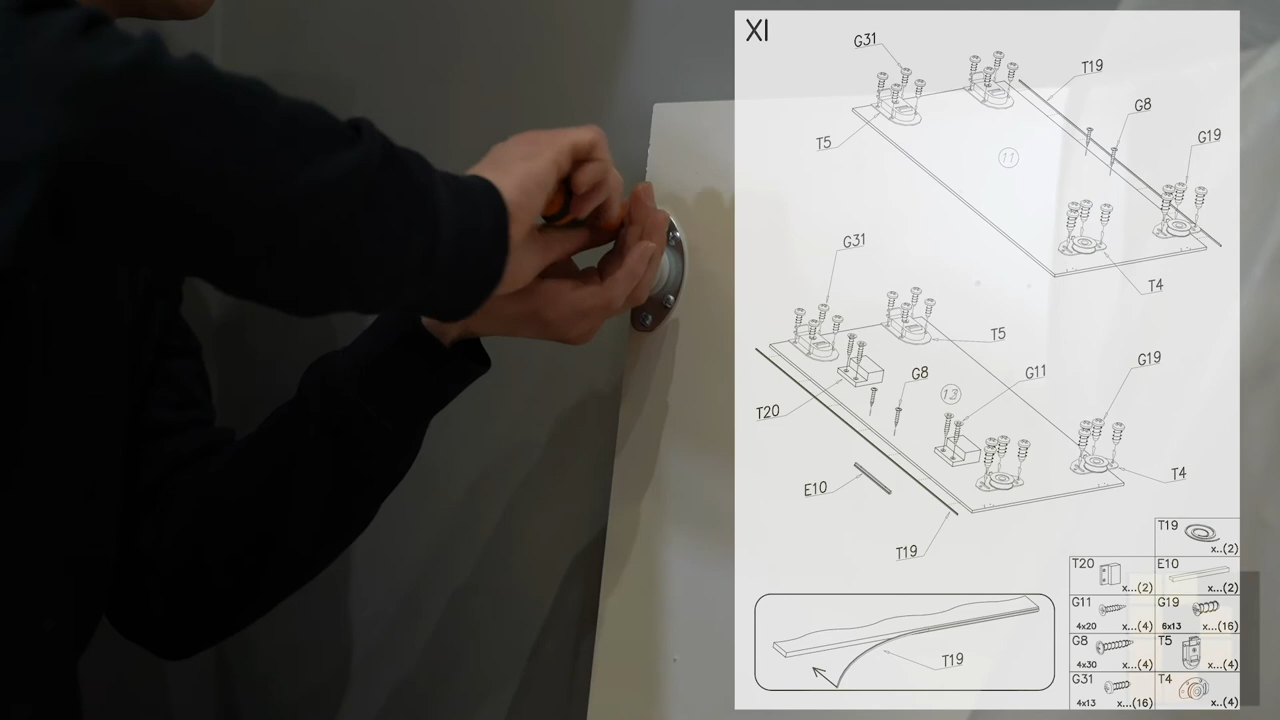 XI
G31
T19
G8
T5
11
G19
T4
G31
T5
G19
G8
13
G11
T20
T4
E10
T19
T19
x...(2)
T20
x...(2)
E10
x...(2)
G11
4x20 x...(4)
G19
6x13 x...(16)
G8
4x30 x...(4)
T5
x...(4)
G31
4x13 x...(16)
T4
x...(4)
T19